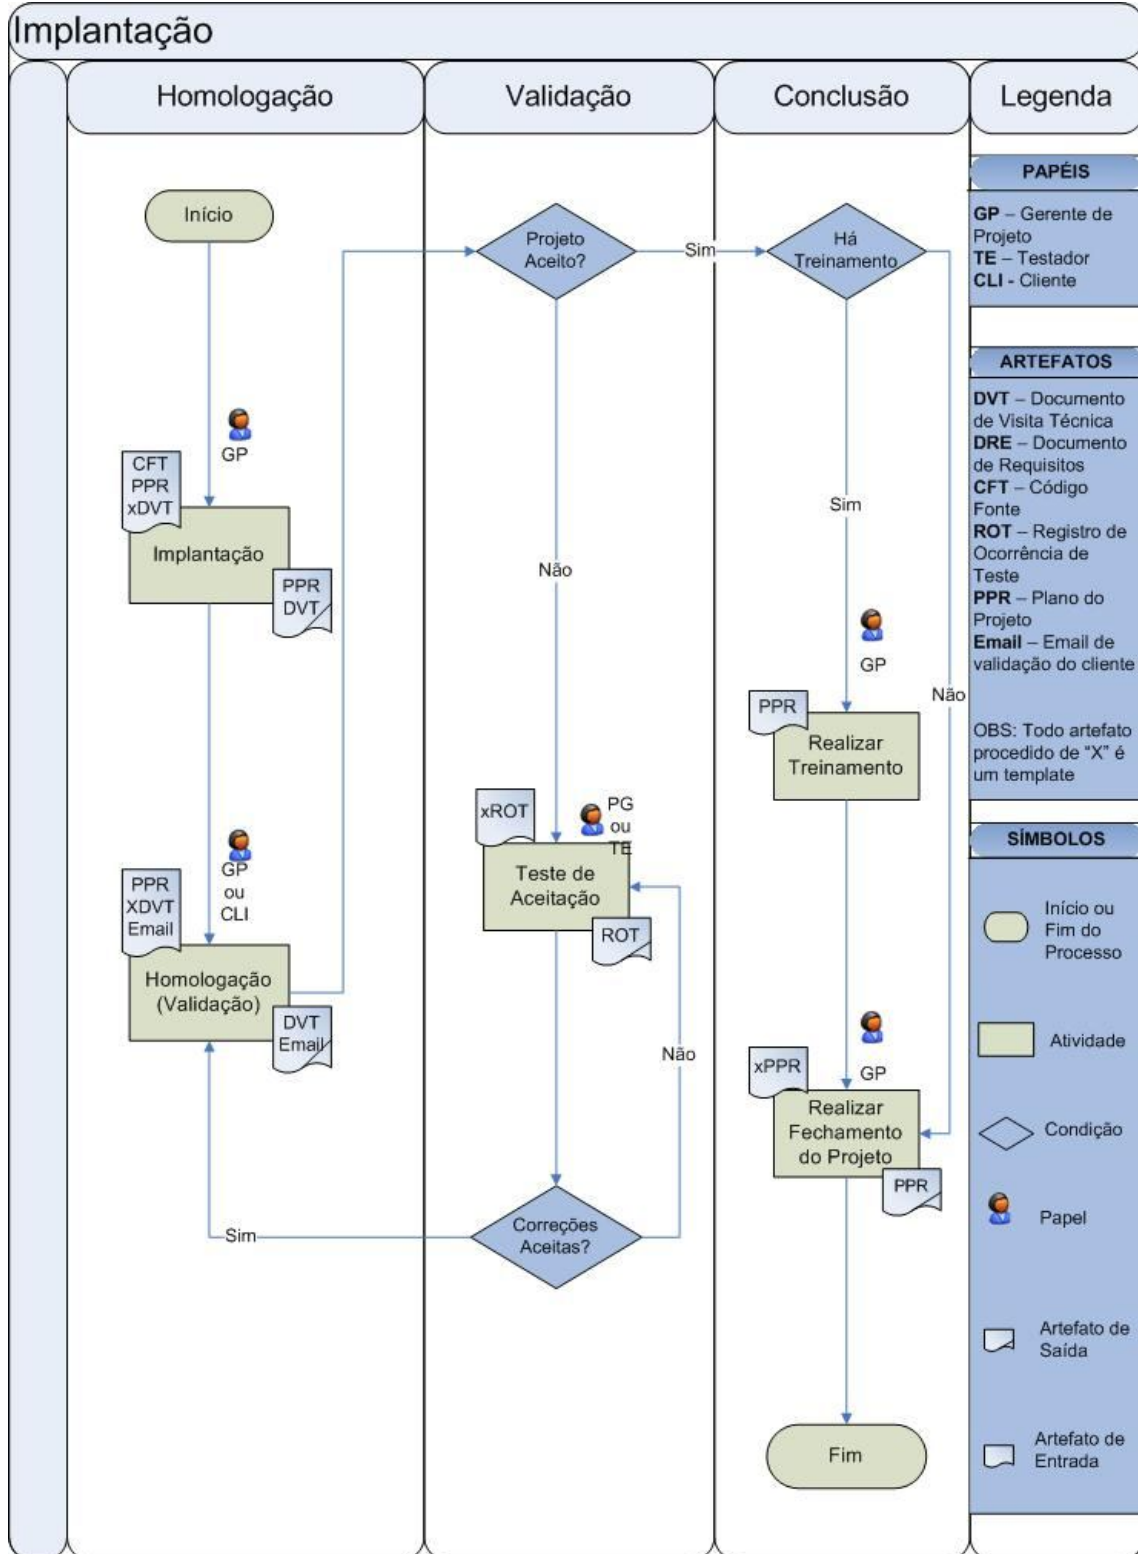 Implantação
Homologação
Validação
Conclusão
Legenda
Início
GP
CFT
PPR
xDVT
Implantação
PPR
DVT
GP
ou
CLI
PPR
XDVT
Email
Homologação
(Validação)
DVT
Email
Sim
Projeto
Aceito?
Sim
Não
xROT
PG
ou
TE
Teste de
Aceitação
ROT
Não
Correções
Aceitas?
Há
Treinamento
Sim
Não
GP
PPR
Realizar
Treinamento
GP
xPPR
Realizar
Fechamento
do Projeto
PPR
Fim
PAPÉIS
GP – Gerente de
Projeto
TE – Testador
CLI - Cliente
ARTEFATOS
DVT – Documento
de Visita Técnica
DRE – Documento
de Requisitos
CFT – Código
Fonte
ROT – Registro de
Ocorrência de
Teste
PPR – Plano do
Projeto
Email – Email de
validação do cliente
OBS: Todo artefato
procedido de “X” é
um template
SÍMBOLOS
Início ou
Fim do
Processo
Atividade
Condição
Papel
Artefato de
Saída
Artefato de
Entrada